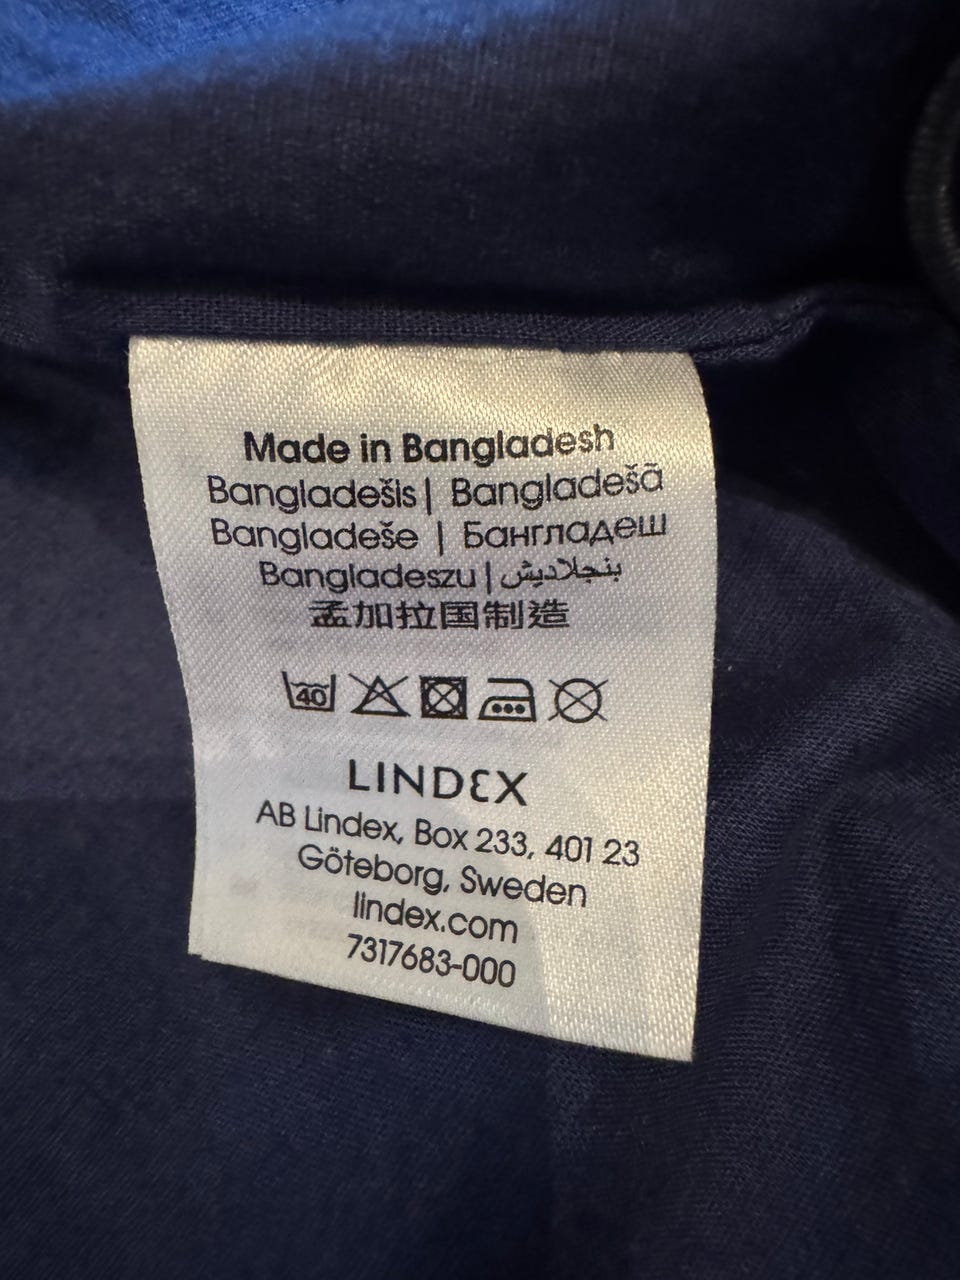 Made in Bangladesh
Bangladešis | Bangladešā
Bangladeše | Бангладеш
Bangladeszu | بنجلاديش
孟加拉国制造
40
LINDEX
AB Lindex, Box 233, 401 23
Göteborg, Sweden
lindex.com
7317683-000